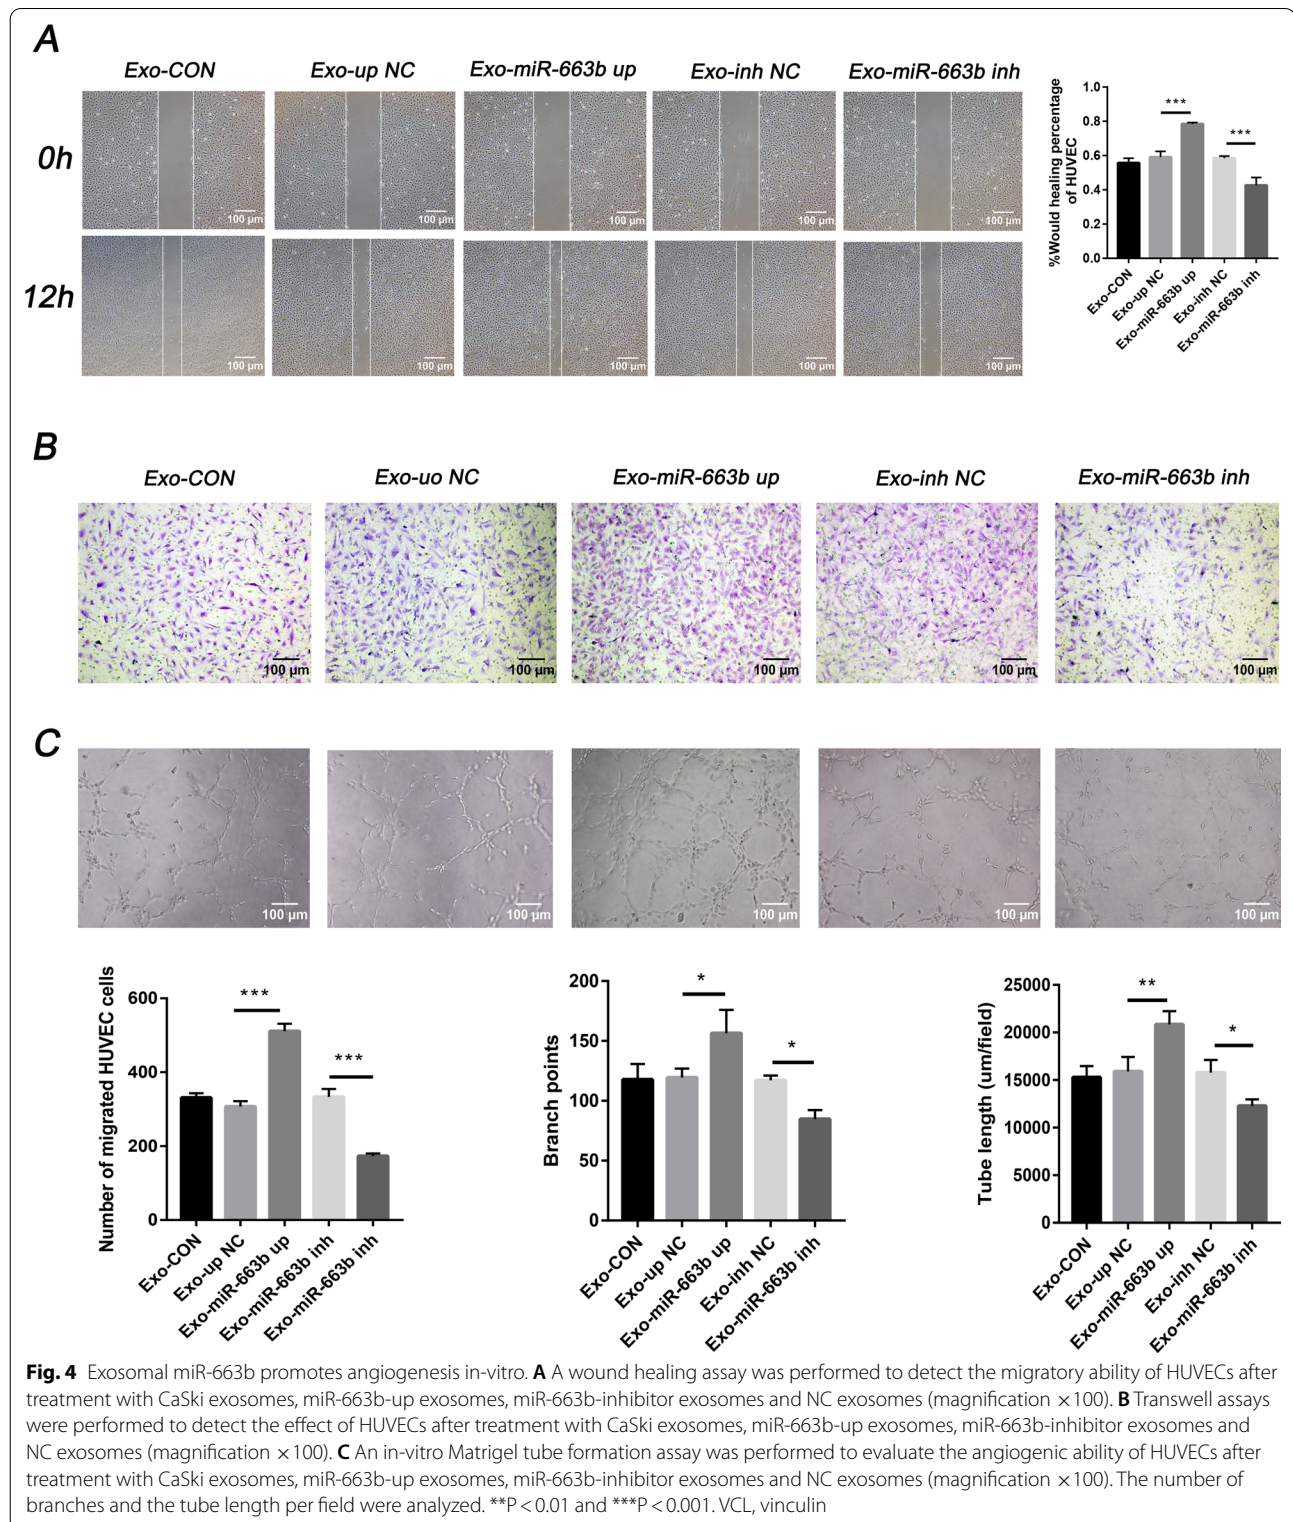 A
Exo-CON Exo-up NC Exo-miR-663b up Exo-inh NC Exo-miR-663b inh
0h
100 µm 100 µm 100 µm 100 µm 100 µm
12h
100 µm 100 µm 100 µm 100 µm 100 µm
%Would healing percentage
of HUVEC
1.0
0.8
0.6
0.4
0.2
0.0
*** ***
Exo-CON
Exo-up NC
Exo-miR-663b up
Exo-inh NC
Exo-miR-663b inh
B
Exo-CON Exo-uo NC Exo-miR-663b up Exo-inh NC Exo-miR-663b inh
100 µm 100 µm 100 µm 100 µm 100 µm
C
100 µm 100 µm 100 µm 100 µm 100 µm
Number of migrated HUVEC cells
600
400
200
0
*** ***
Exo-CON
Exo-up NC
Exo-miR-663b up
Exo-miR-663b inh
Exo-miR-663b inh
Branch points
200
150
100
50
0
* *
Exo-CON
Exo-up NC
Exo-miR-663b up
Exo-inh NC
Exo-miR-663b inh
Tube length (um/field)
25000
20000
15000
10000
5000
0
** *
Exo-CON
Exo-up NC
Exo-miR-663b up
Exo-inh NC
Exo-miR-663b inh
Fig. 4 Exosomal miR-663b promotes angiogenesis in-vitro. A A wound healing assay was performed to detect the migratory ability of HUVECs after
treatment with CaSki exosomes, miR-663b-up exosomes, miR-663b-inhibitor exosomes and NC exosomes (magnification ×100). B Transwell assays
were performed to detect the effect of HUVECs after treatment with CaSki exosomes, miR-663b-up exosomes, miR-663b-inhibitor exosomes and
NC exosomes (magnification ×100). C An in-vitro Matrigel tube formation assay was performed to evaluate the angiogenic ability of HUVECs after
treatment with CaSki exosomes, miR-663b-up exosomes, miR-663b-inhibitor exosomes and NC exosomes (magnification ×100). The number of
branches and the tube length per field were analyzed. **P < 0.01 and ***P < 0.001. VCL, vinculin